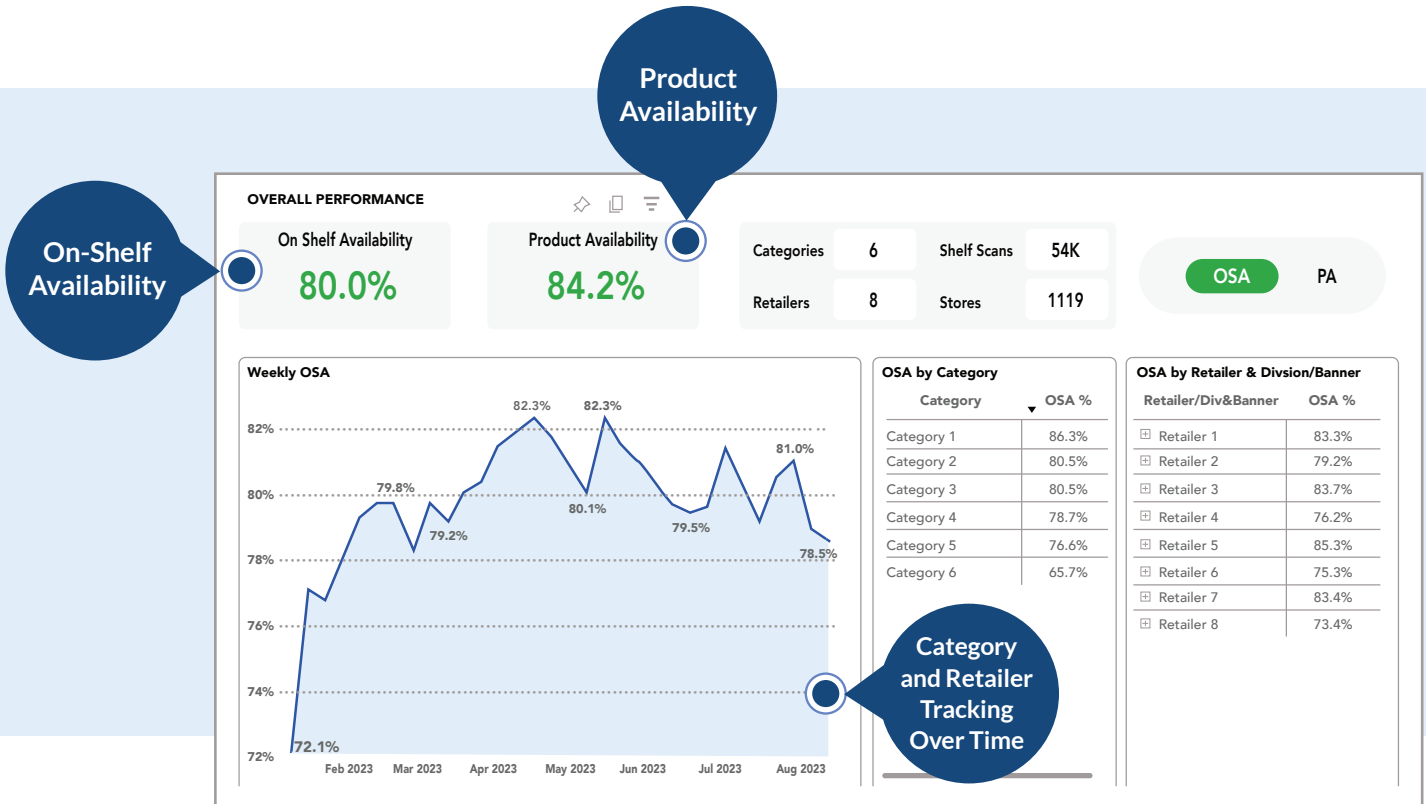 Product
Availability
On-Shelf
Availability
OVERALL PERFORMANCE
On Shelf Availability
80.0%
Product Availability
84.2%
Categories 6 Shelf Scans 54K
Retailers 8 Stores 1119
OSA PA
Weekly OSA
82%
80%
78%
76%
74%
72%
72.1%
79.8%
79.2%
82.3%
80.1%
82.3%
79.5%
81.0%
78.5%
Feb 2023 Mar 2023 Apr 2023 May 2023 Jun 2023 Jul 2023 Aug 2023
OSA by Category
Category OSA %
Category 1 86.3%
Category 2 80.5%
Category 3 80.5%
Category 4 78.7%
Category 5 76.6%
Category 6 65.7%
OSA by Retailer & Divsion/Banner
Retailer/Div&Banner OSA %
Retailer 1 83.3%
Retailer 2 79.2%
Retailer 3 83.7%
Retailer 4 76.2%
Retailer 5 85.3%
Retailer 6 75.3%
Retailer 7 83.4%
Retailer 8 73.4%
Category
and Retailer
Tracking
Over Time